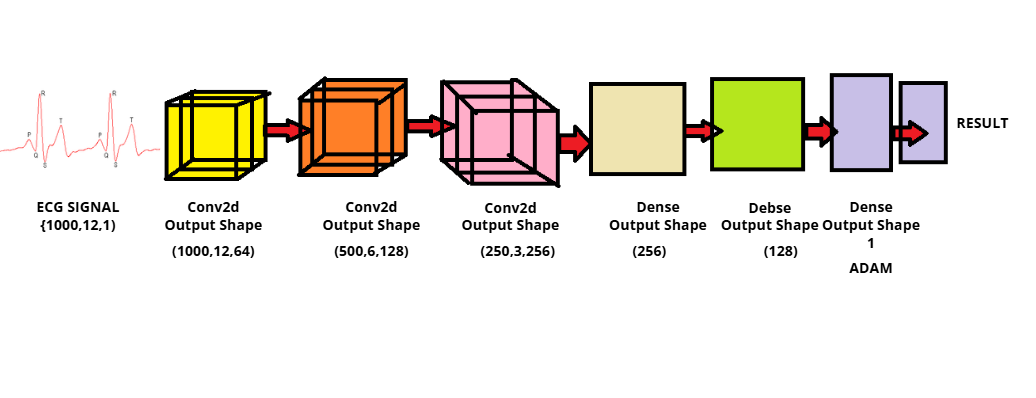 R R
P T P T
Q Q
S S
RESULT
ECG SIGNAL
{1000,12,1)
Conv2d
Output Shape
(1000,12,64)
Conv2d
Output Shape
(500,6,128)
Conv2d
Output Shape
(250,3,256)
Dense
Output Shape
(256)
Debse
Output Shape
(128)
Dense
Output Shape
1
ADAM